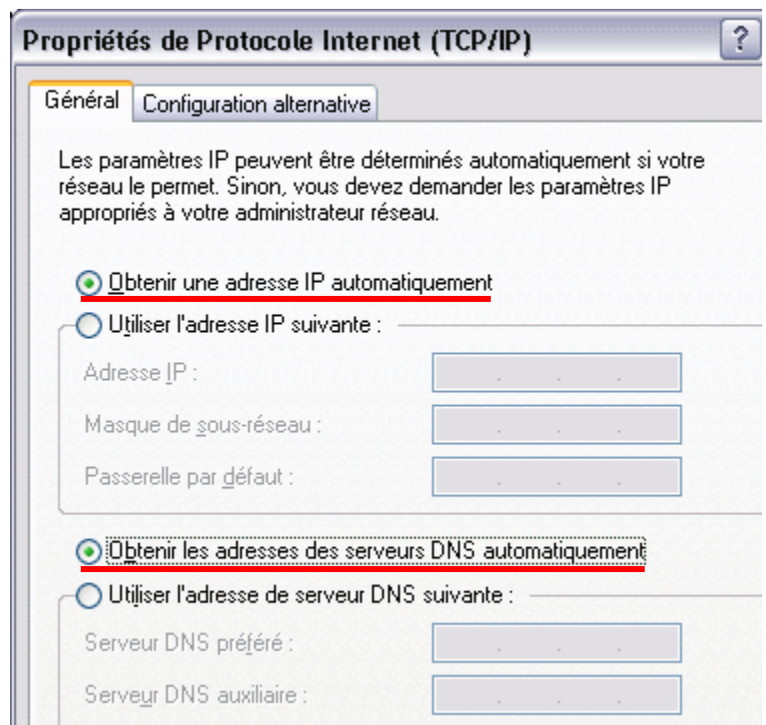 Propriétés de Protocole Internet (TCP/IP)
?
Général
Configuration alternative
Les paramètres IP peuvent être déterminés automatiquement si votre
réseau le permet. Sinon, vous devez demander les paramètres IP
appropriés à votre administrateur réseau.
Obtenir une adresse IP automatiquement
Utiliser l'adresse IP suivante :
Adresse IP :
Masque de sous-réseau :
Passerelle par défaut :
Obtenir les adresses des serveurs DNS automatiquement
Utiliser l'adresse de serveur DNS suivante :
Serveur DNS préféré :
Serveur DNS auxiliaire :